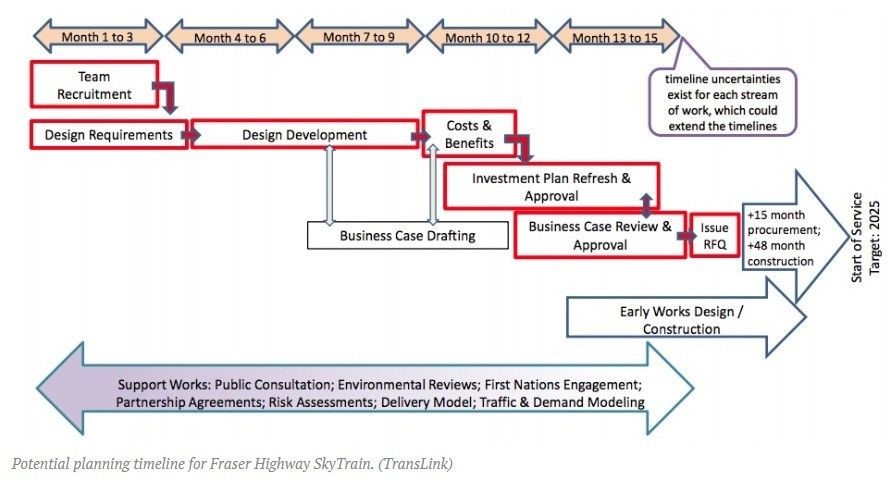 Month 1 to 3
Month 4 to 6
Month 7 to 9
Month 10 to 12
Month 13 to 15
timeline uncertainties
exist for each stream
of work, which could
extend the timelines
Team
Recruitment
Design Requirements
Design Development
Costs &
Benefits
Investment Plan Refresh &
Approval
Business Case Drafting
Business Case Review &
Approval
Issue
RFQ
+15 month
procurement;
+48 month
construction
Start of Service
Target: 2025
Early Works Design /
Construction
Support Works: Public Consultation; Environmental Reviews; First Nations Engagement;
Partnership Agreements; Risk Assessments; Delivery Model; Traffic & Demand Modeling
Potential planning timeline for Fraser Highway SkyTrain. (TransLink)